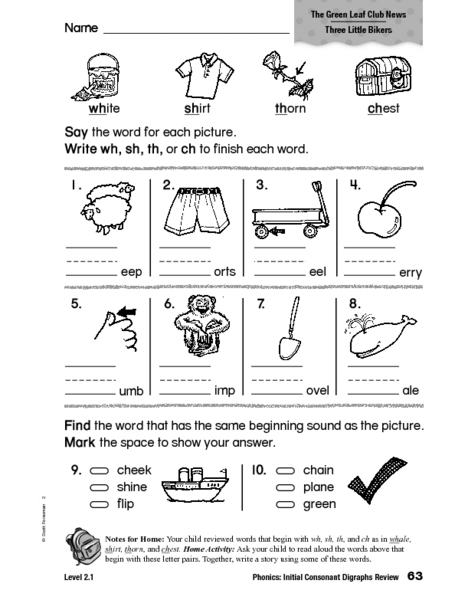 The Green Leaf Club News
Three Little Bikers
Name
white
shirt
thorn
chest
Say the word for each picture.
Write wh, sh, th, or ch to finish each word.
1.
2.
3.
4.
eep
orts
eel
erry
5.
6.
7.
8.
umb
imp
ovel
ale
Find the word that has the same beginning sound as the picture.
Mark the space to show your answer.
9.
cheek
shine
flip
10.
chain
plane
green
Notes for Home: Your child reviewed words that begin with wh, sh, th, and ch as in whale,
shirt, thorn, and chest. Home Activity: Ask your child to read aloud the words above that
begin with these letter pairs. Together, write a story using some of these words.
Level 2.1
Phonics: Initial Consonant Digraphs Review 63